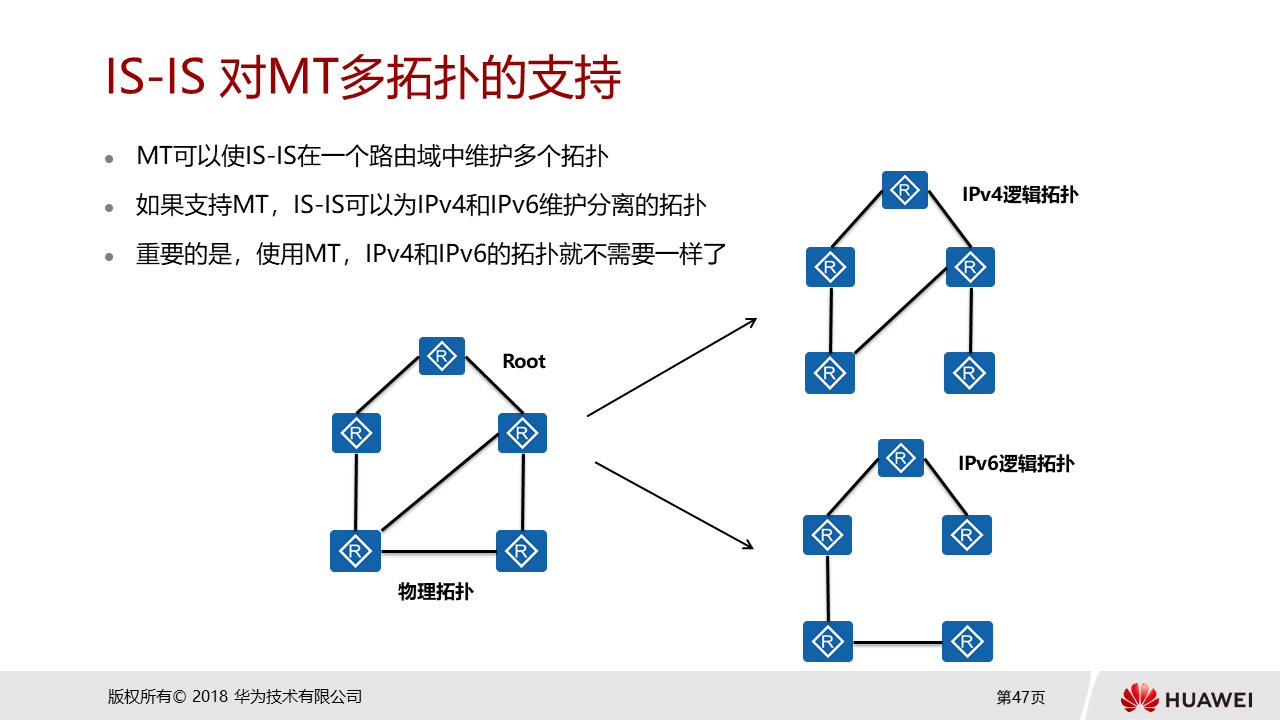 IS-IS 对MT多拓扑的支持
MT可以使IS-IS在一个路由域中维护多个拓扑
如果支持MT，IS-IS可以为IPv4和IPv6维护分离的拓扑
重要的是，使用MT，IPv4和IPv6的拓扑就不需要一样了
R
IPv4逻辑拓扑
R
R
R
R
R
Root
R
R
R
R
物理拓扑
R
IPv6逻辑拓扑
R
R
R
R
版权所有© 2018 华为技术有限公司
第47页
HUAWEI